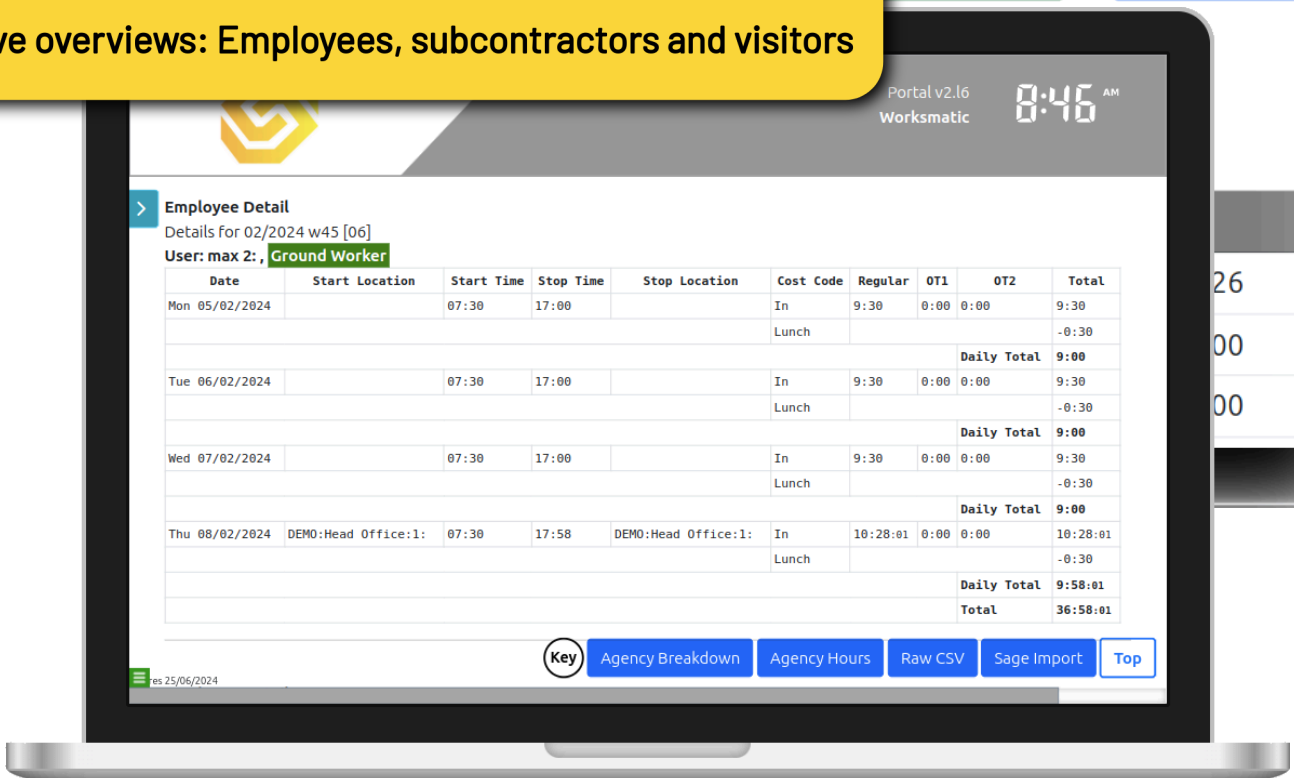 ve overviews: Employees, subcontractors and visitors
Portal v2.l6
Worksmatic
8:46 AM
Employee Detail
Details for 02/2024 w45 [06]
User: max 2: , Ground Worker
Date Start Location Start Time Stop Time Stop Location Cost Code Regular OT1 OT2 Total
Mon 05/02/2024 07:30 17:00 In 9:30 0:00 0:00 9:30
Lunch -0:30
Daily Total 9:00
Tue 06/02/2024 07:30 17:00 In 9:30 0:00 0:00 9:30
Lunch -0:30
Daily Total 9:00
Wed 07/02/2024 07:30 17:00 In 9:30 0:00 0:00 9:30
Lunch -0:30
Daily Total 9:00
Thu 08/02/2024 DEMO:Head Office:1: 07:30 17:58 DEMO:Head Office:1: In 10:28:01 0:00 0:00 10:28:01
Lunch -0:30
Daily Total 9:58:01
Total 36:58:01
Key Agency Breakdown Agency Hours Raw CSV Sage Import Top
res 25/06/2024
26
00
00